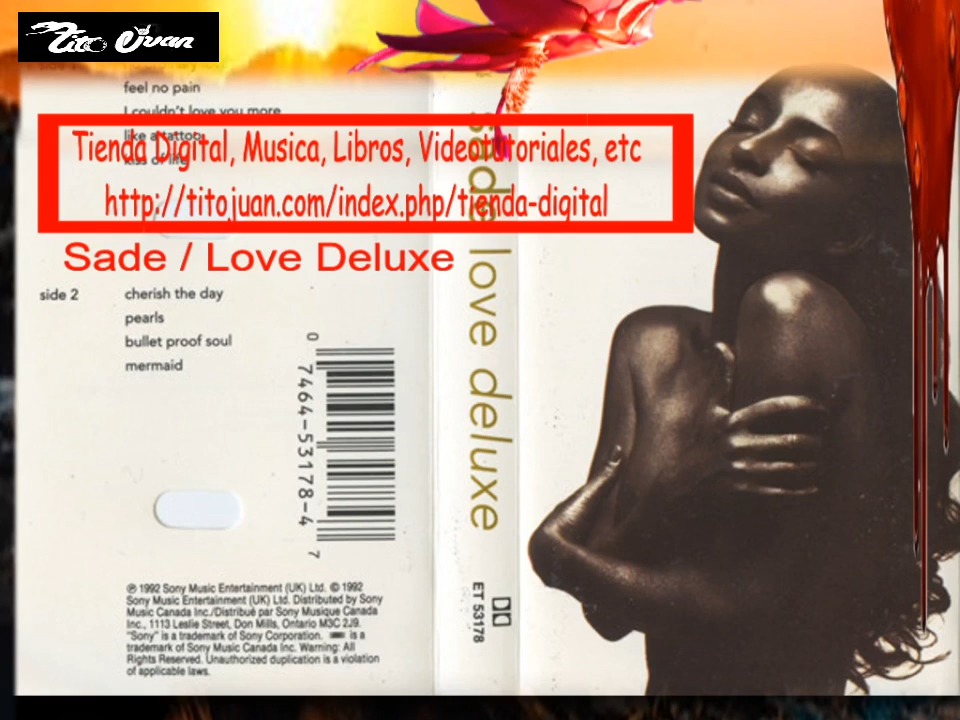 Tito Juan
feel no pain
I couldn't love you more
like a tattoo
kiss of life
Tienda Digital, Musica, Libros, Videotutoriales, etc
http://titojuan.com/index.php/tienda-digital
Sade / Love Deluxe
side 2
cherish the day
pearls
bullet proof soul
mermaid
0 7464-53178-4 7
℗ 1992 Sony Music Entertainment (UK) Ltd. © 1992
Sony Music Entertainment (UK) Ltd. Distributed by Sony
Music Canada Inc./Distribué par Sony Musique Canada
Inc., 1113 Leslie Street, Don Mills, Ontario M3C 2J9.
"Sony" is a trademark of Sony Corporation. is a
trademark of Sony Music Canada Inc. Warning: All
Rights Reserved. Unauthorized duplication is a violation
of applicable laws.
sade love deluxe
ET 53178